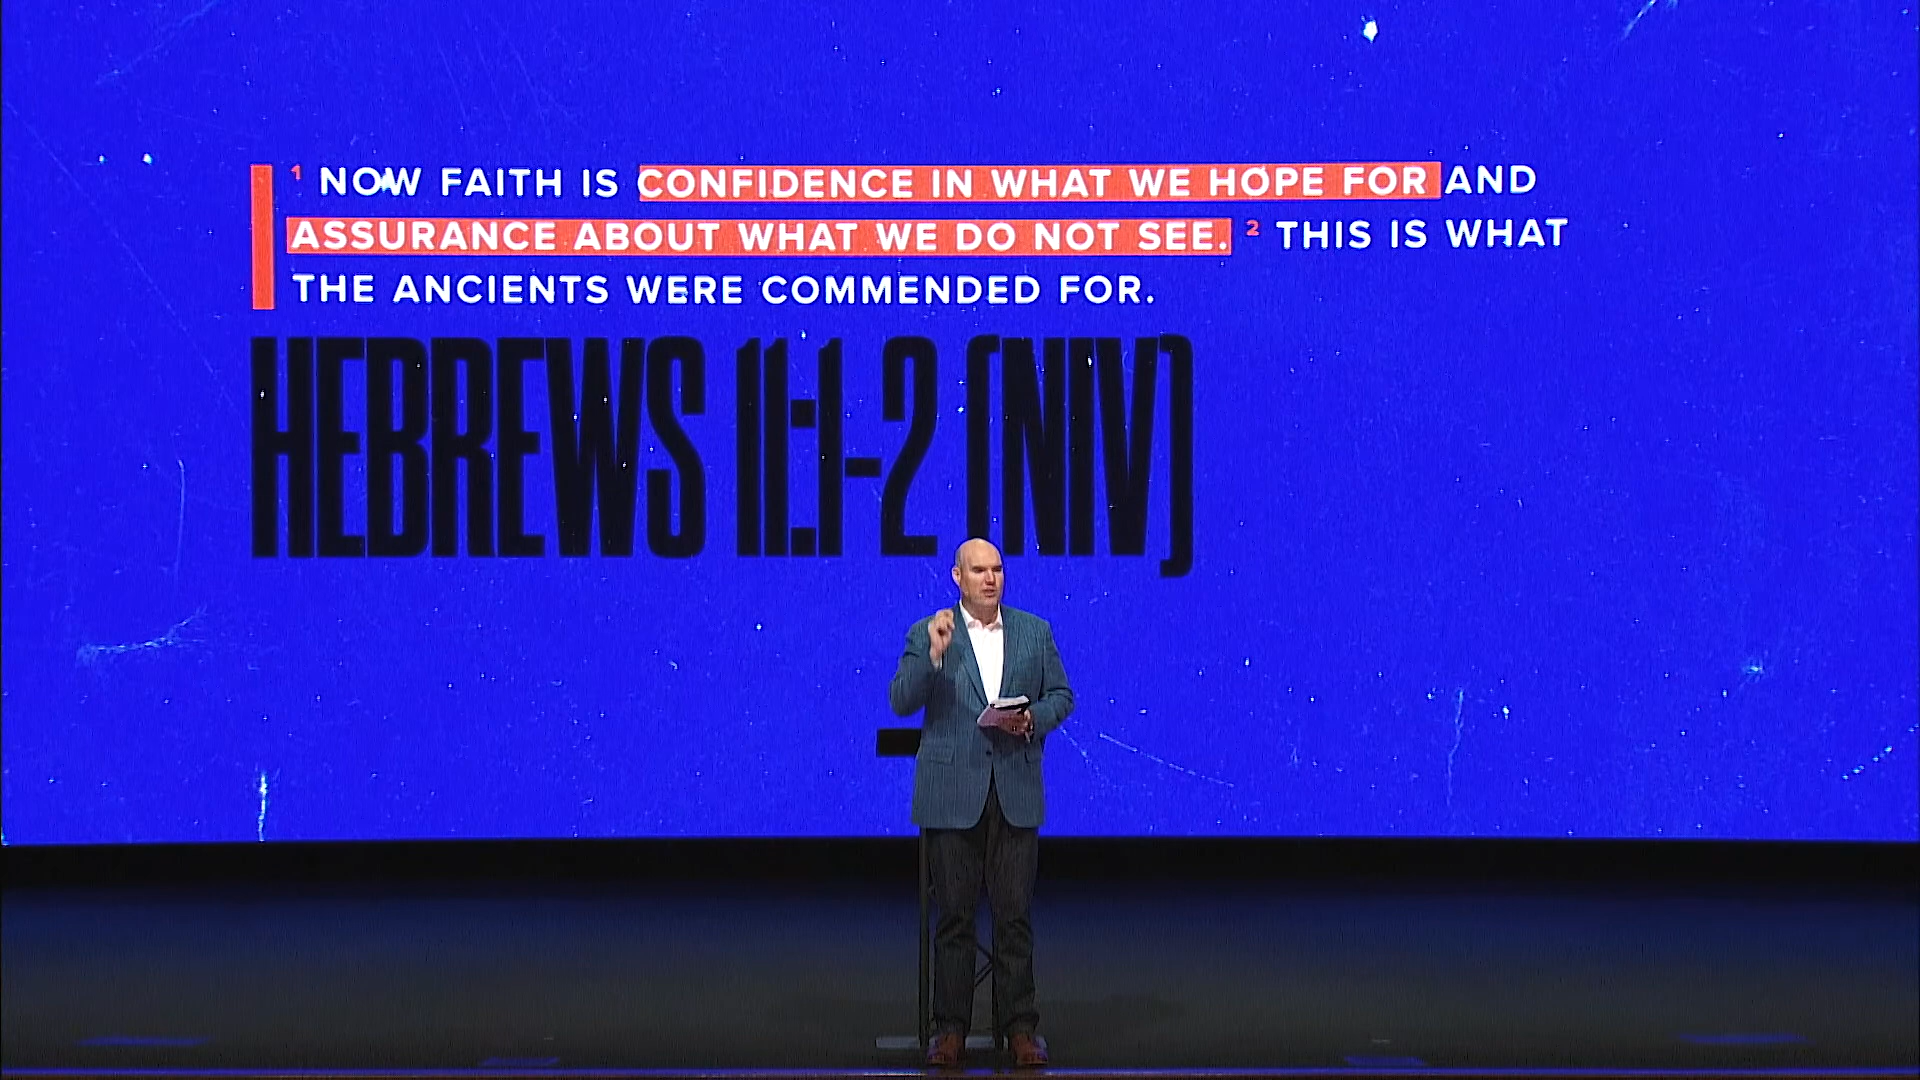 ¹ NOW FAITH IS CONFIDENCE IN WHAT WE HOPE FOR AND
ASSURANCE ABOUT WHAT WE DO NOT SEE. ² THIS IS WHAT
THE ANCIENTS WERE COMMENDED FOR.
HEBREWS 11:1-2 (NIV)